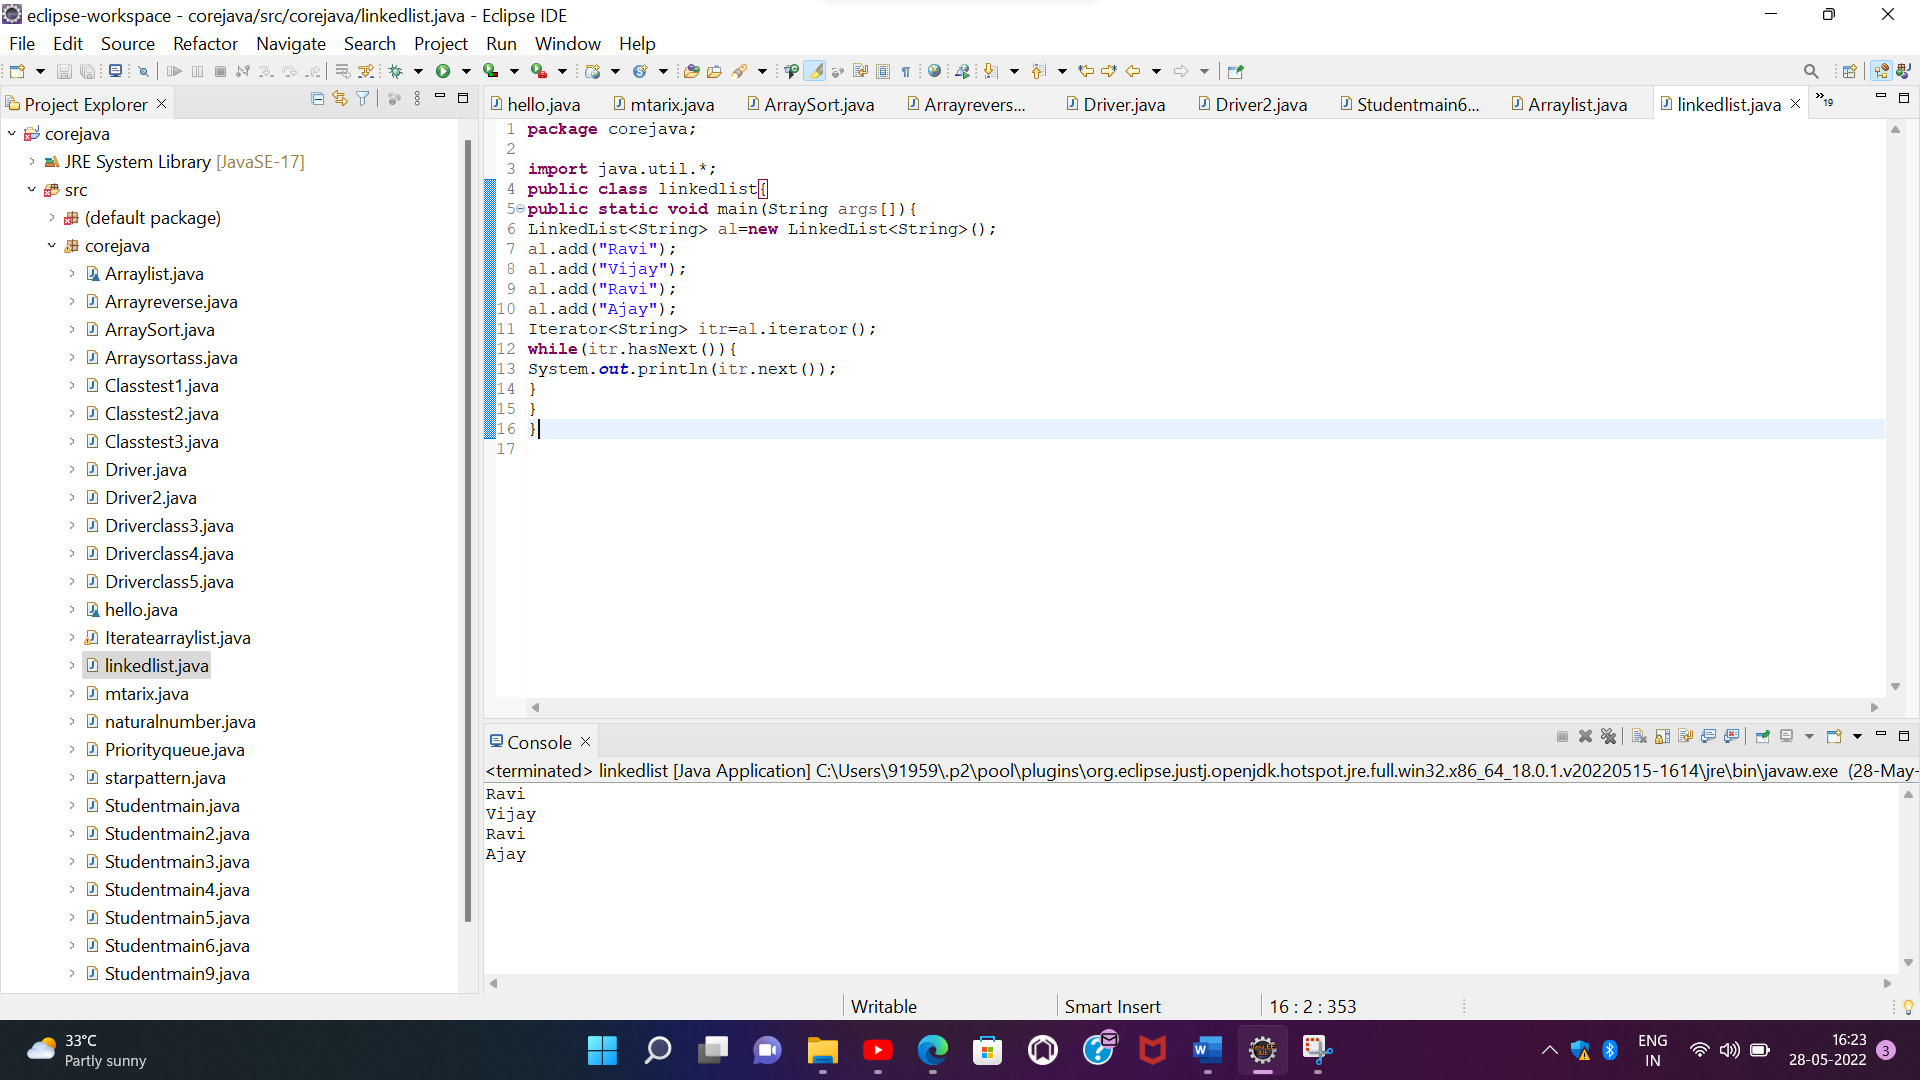 eclipse-workspace - corejava/src/corejava/linkedlist.java - Eclipse IDE
File Edit Source Refactor Navigate Search Project Run Window Help
Project Explorer
corejava
JRE System Library [JavaSE-17]
src
(default package)
corejava
Arraylist.java
Arrayreverse.java
ArraySort.java
Arraysortass.java
Classtest1.java
Classtest2.java
Classtest3.java
Driver.java
Driver2.java
Driverclass3.java
Driverclass4.java
Driverclass5.java
hello.java
Iteratearraylist.java
linkedlist.java
mtarix.java
naturalnumber.java
Priorityqueue.java
starpattern.java
Studentmain.java
Studentmain2.java
Studentmain3.java
Studentmain4.java
Studentmain5.java
Studentmain6.java
Studentmain9.java
hello.java mtarix.java ArraySort.java Arrayrevers... Driver.java Driver2.java Studentmain6... Arraylist.java linkedlist.java »19
1 package corejava;
2
3 import java.util.*;
4 public class linkedlist{
5 public static void main(String args[]){
6 LinkedList<String> al=new LinkedList<String>();
7 al.add("Ravi");
8 al.add("Vijay");
9 al.add("Ravi");
10 al.add("Ajay");
11 Iterator<String> itr=al.iterator();
12 while(itr.hasNext()){
13 System.out.println(itr.next());
14 }
15 }
16 }
17
Console
<terminated> linkedlist [Java Application] C:\Users\91959\.p2\pool\plugins\org.eclipse.justj.openjdk.hotspot.jre.full.win32.x86_64_18.0.1.v20220515-1614\jre\bin\javaw.exe (28-May-
Ravi
Vijay
Ravi
Ajay
Writable Smart Insert 16 : 2 : 353
33°C
Partly sunny
ENG
IN
16:23
28-05-2022
3